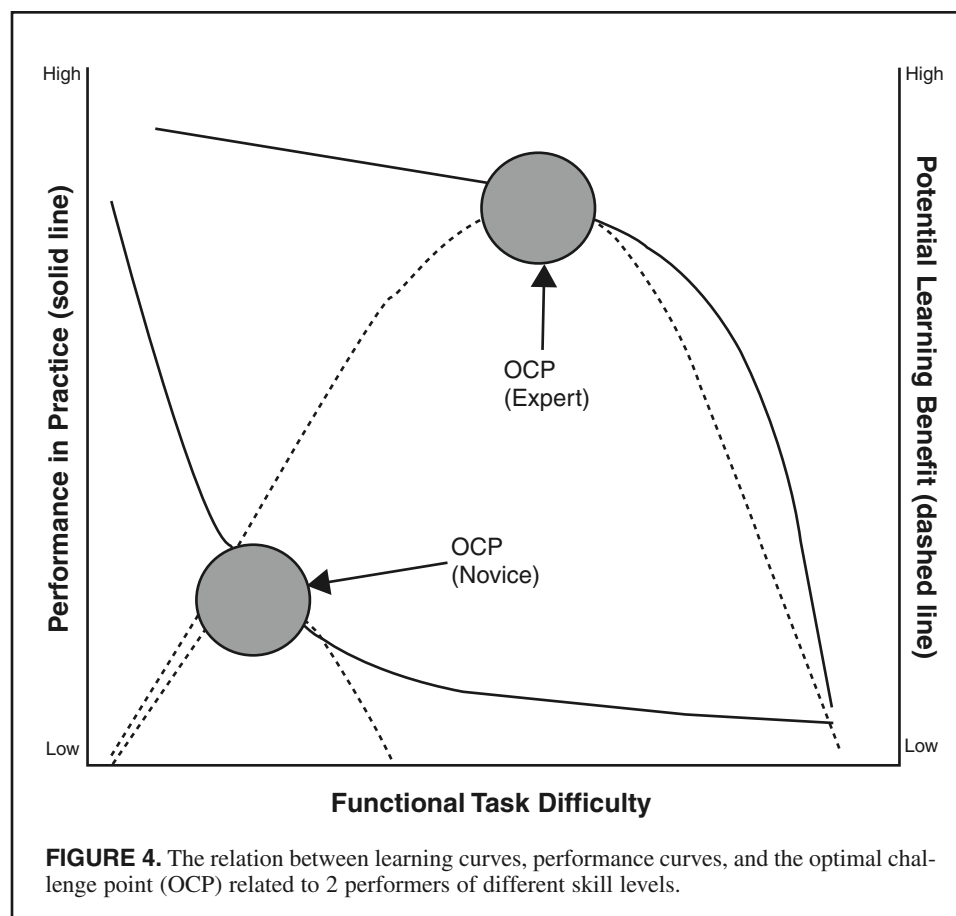 High
High
Performance in Practice (solid line)
Potential Learning Benefit (dashed line)
OCP
(Expert)
OCP
(Novice)
Low
Low
Functional Task Difficulty
FIGURE 4. The relation between learning curves, performance curves, and the optimal chal-
lenge point (OCP) related to 2 performers of different skill levels.